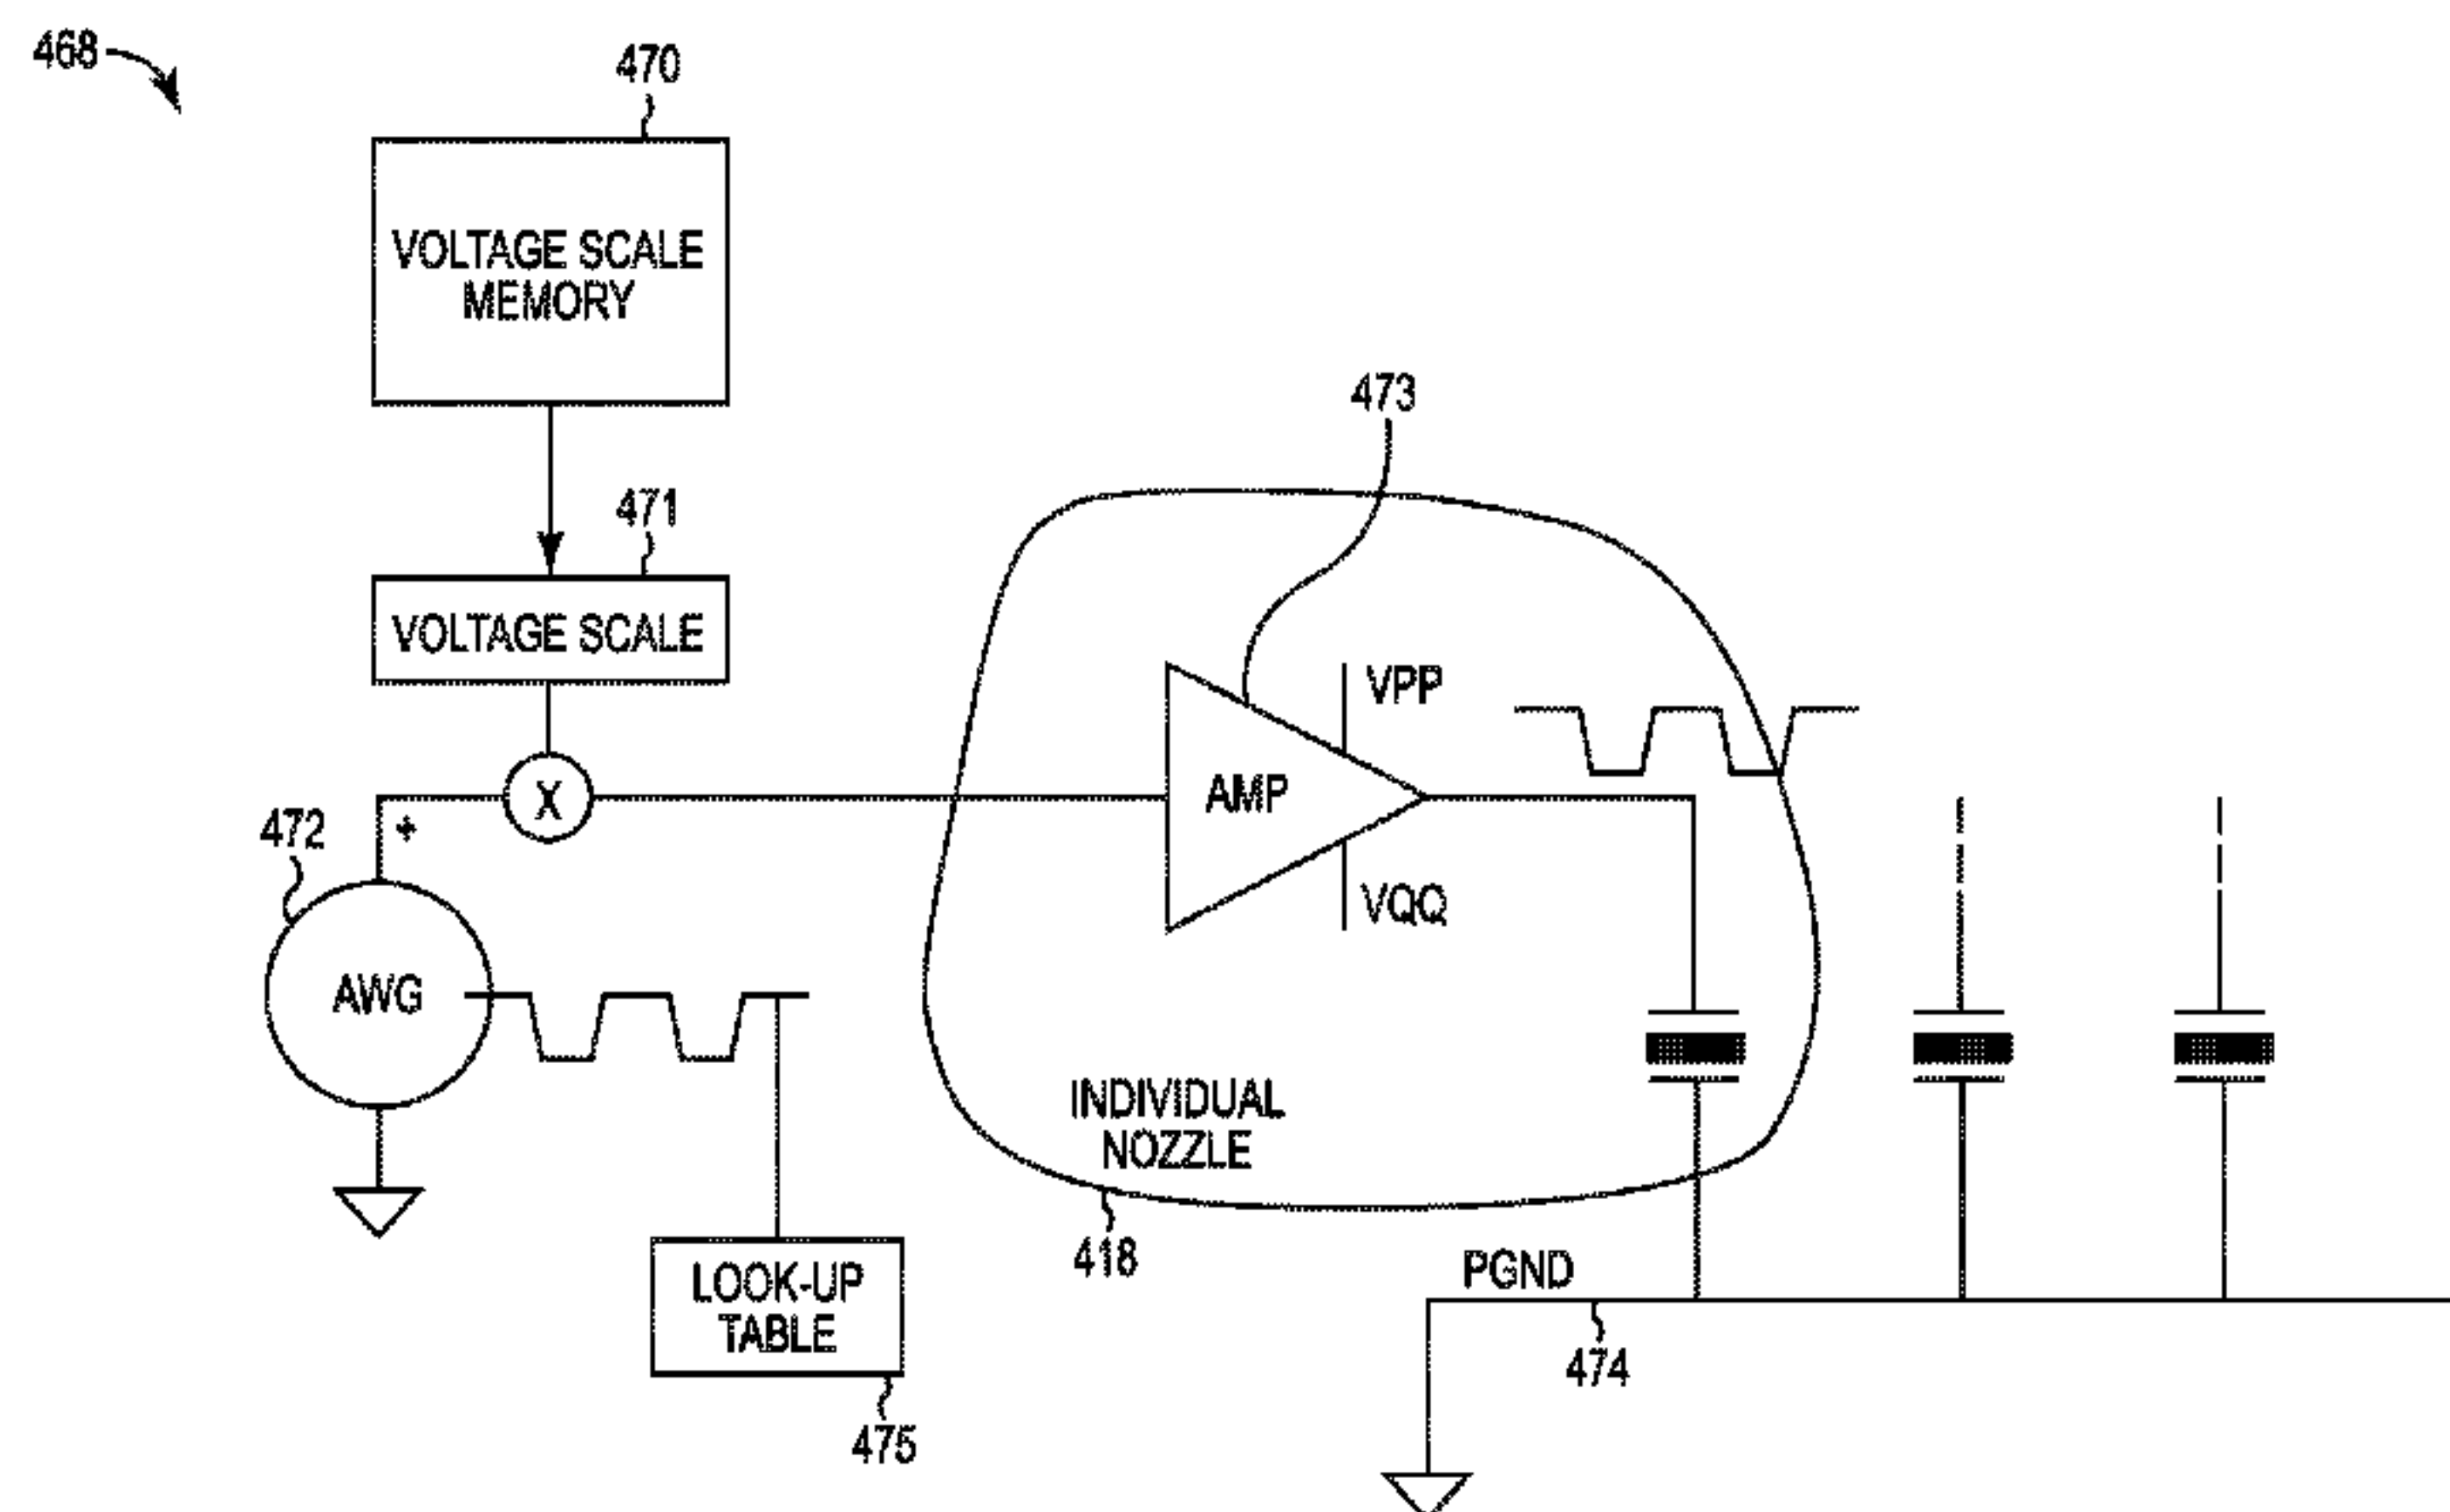 468
470
VOLTAGE SCALE
MEMORY
473
471
VOLTAGE SCALE
VPP
X
AMP
472
+
VQQ
AWG
INDIVIDUAL
NOZZLE
418
PGND
LOOK-UP
TABLE
474
475